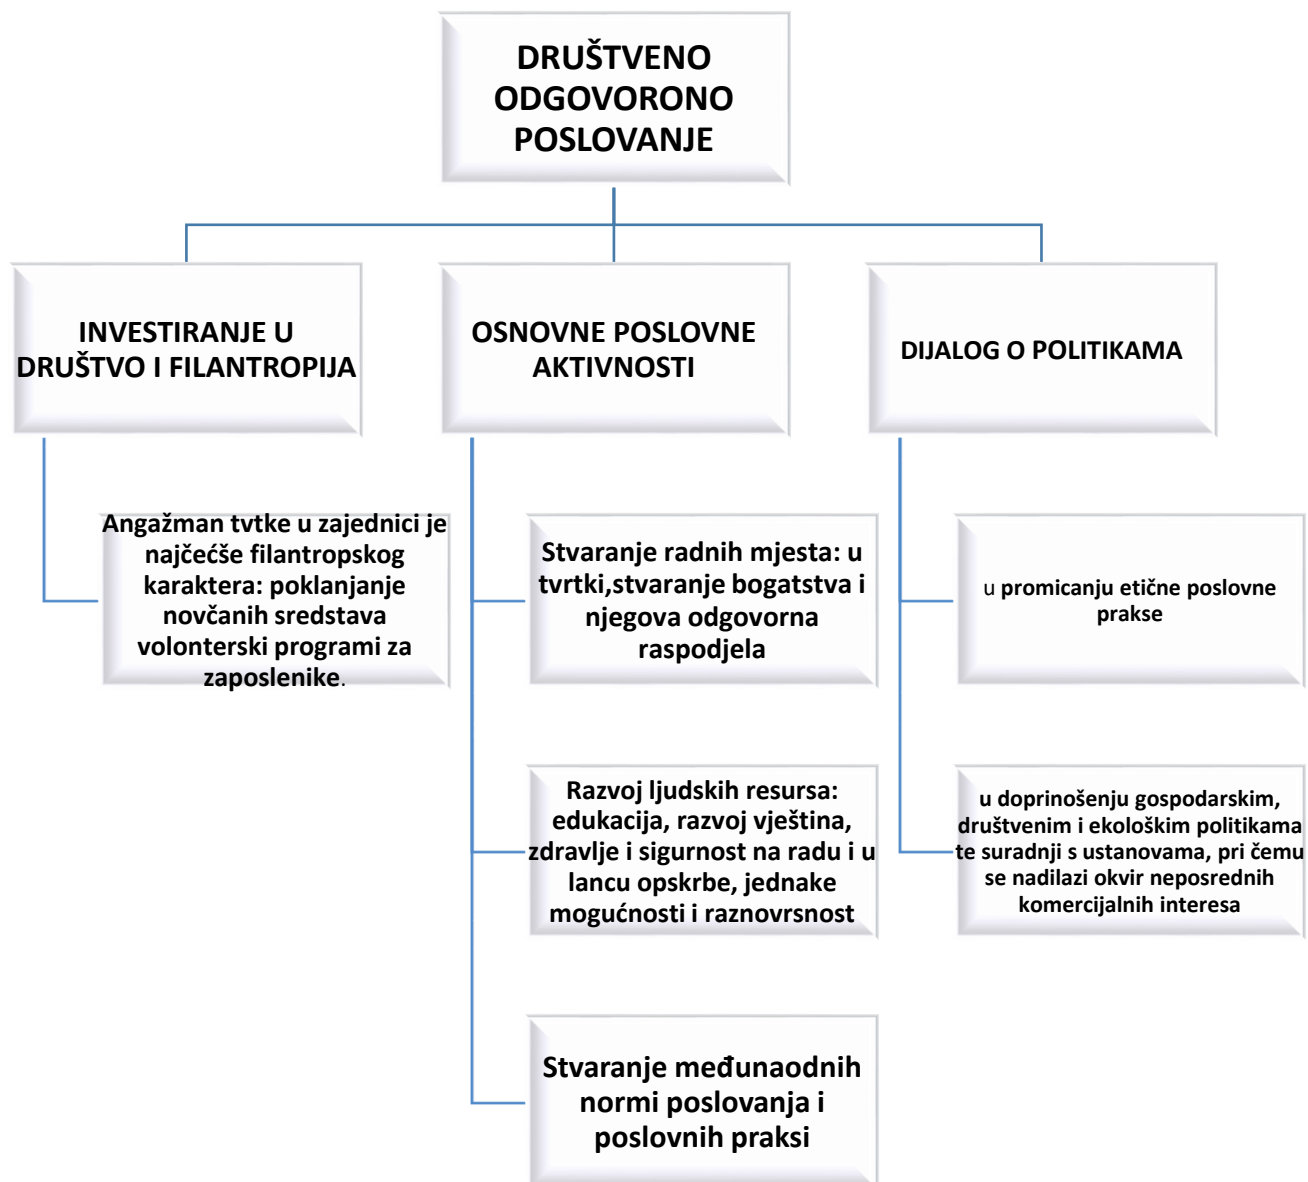 DRUŠTVENO
ODGOVORONO
POSLOVANJE
INVESTIRANJE U
DRUŠTVO I FILANTROPIJA
OSNOVNE POSLOVNE
AKTIVNOSTI
DIJALOG O POLITIKAMA
Angažman tvtke u zajednici je
najčećše filantropskog
karaktera: poklanjanje
novčanih sredstava
volonterski programi za
zaposlenike.
Stvaranje radnih mjesta: u
tvrtki,stvaranje bogatstva i
njegova odgovorna
raspodjela
Razvoj ljudskih resursa:
edukacija, razvoj vještina,
zdravlje i sigurnost na radu i u
lancu opskrbe, jednake
mogućnosti i raznovrsnost
Stvaranje međunaodnih
normi poslovanja i
poslovnih praksi
u promicanju etične poslovne
prakse
u doprinošenju gospodarskim,
društvenim i ekološkim politikama
te suradnji s ustanovama, pri čemu
se nadilazi okvir neposrednih
komercijalnih interesa